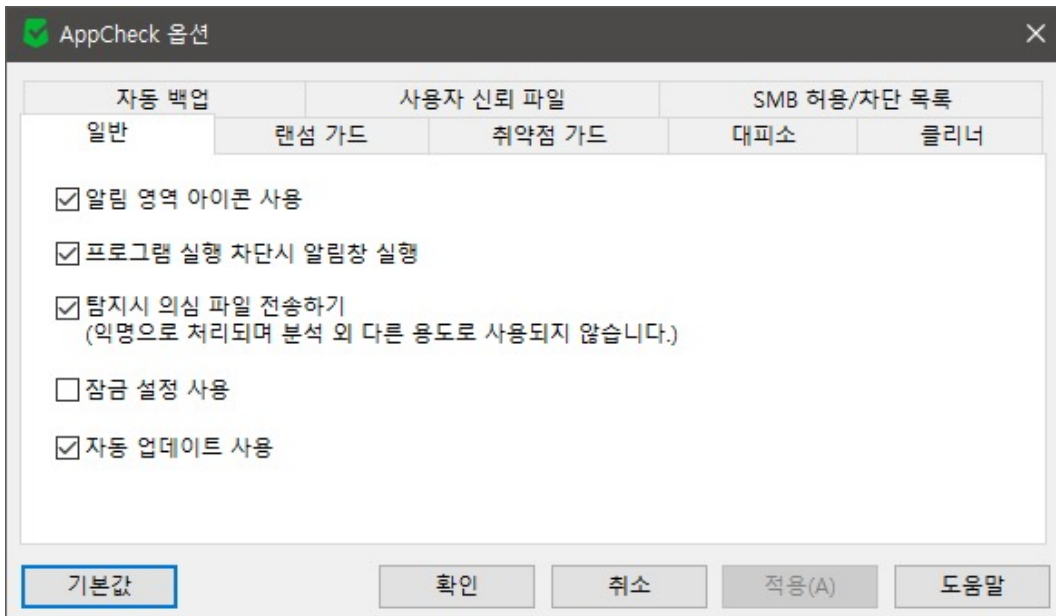 AppCheck 옵션
자동 백업
사용자 신뢰 파일
SMB 허용/차단 목록
일반
랜섬 가드
취약점 가드
대피소
클리너
알림 영역 아이콘 사용
프로그램 실행 차단시 알림창 실행
탐지시 의심 파일 전송하기
(익명으로 처리되며 분석 외 다른 용도로 사용되지 않습니다.)
잠금 설정 사용
자동 업데이트 사용
기본값
확인
취소
적용(A)
도움말